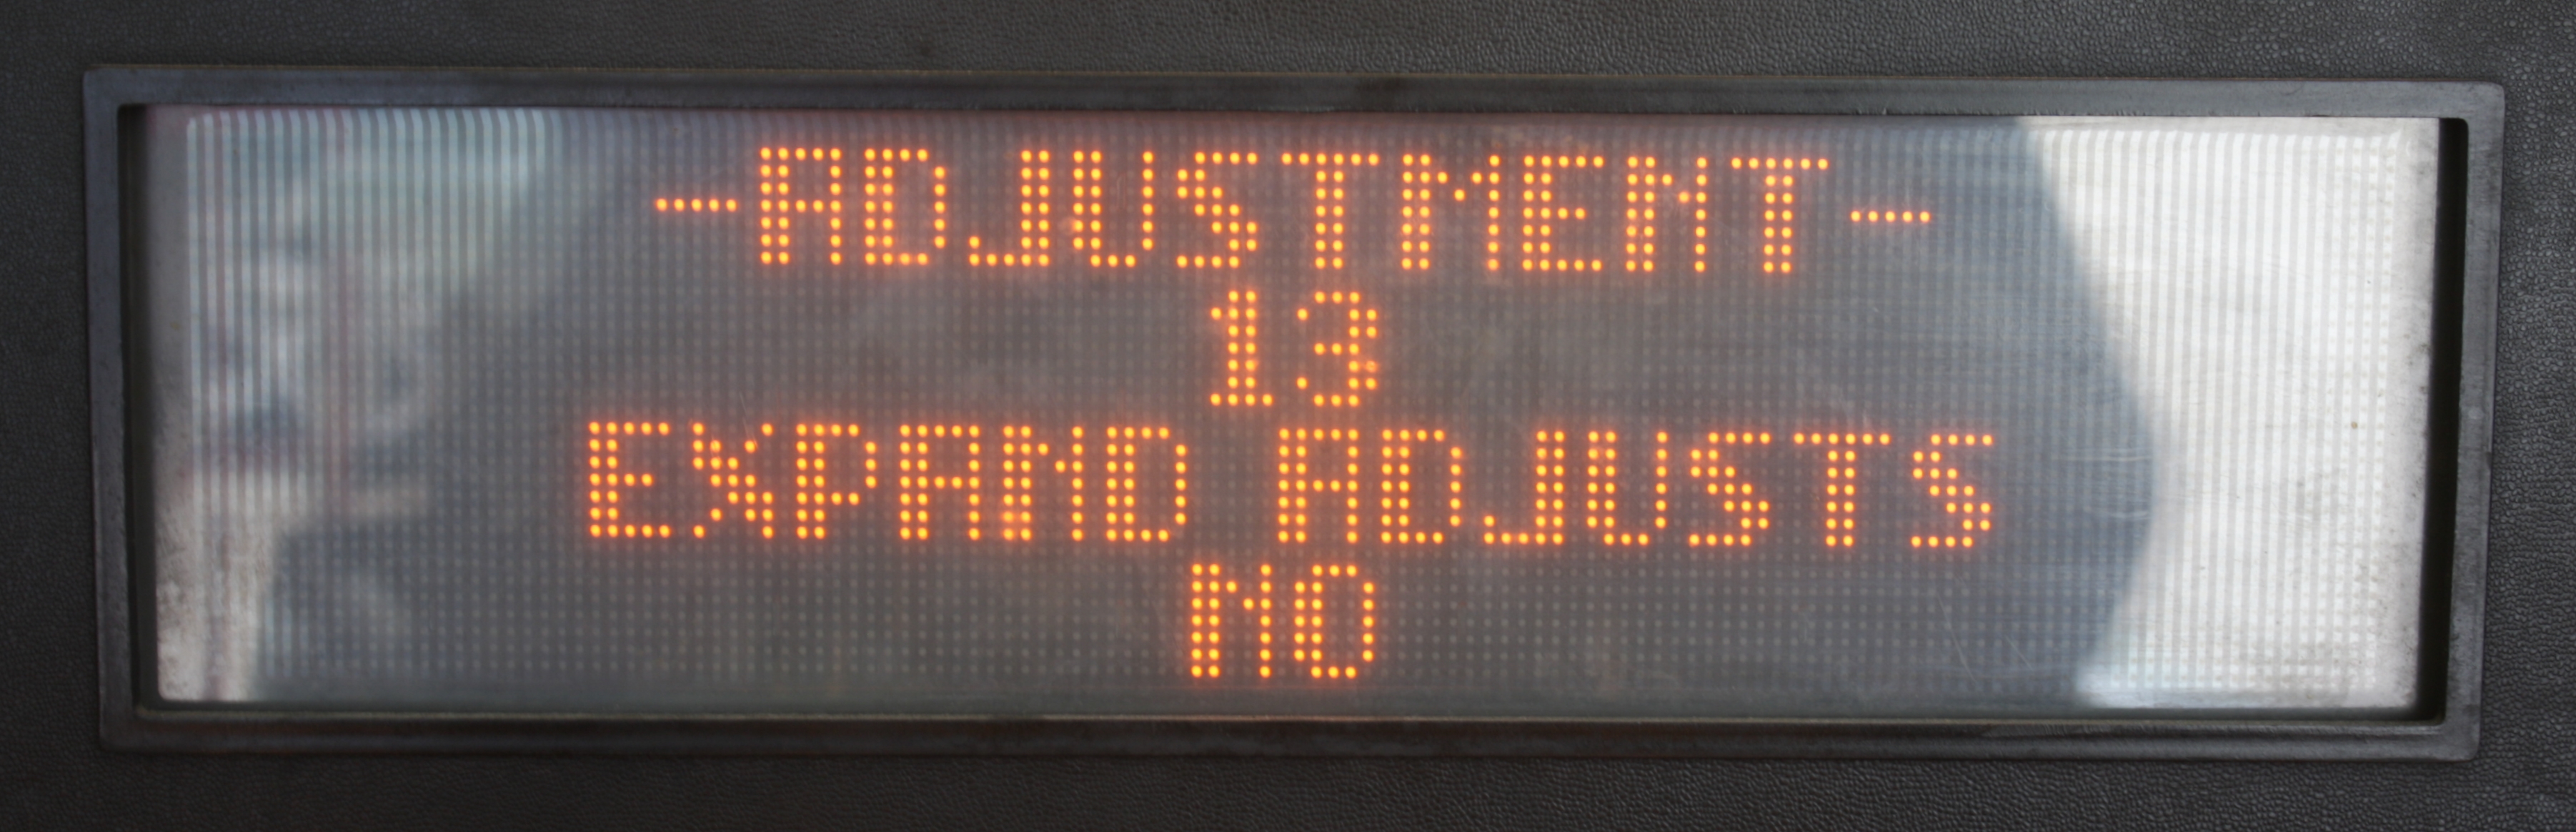 -ADJUSTMENT-
13
EXPAND ADJUSTS
NO